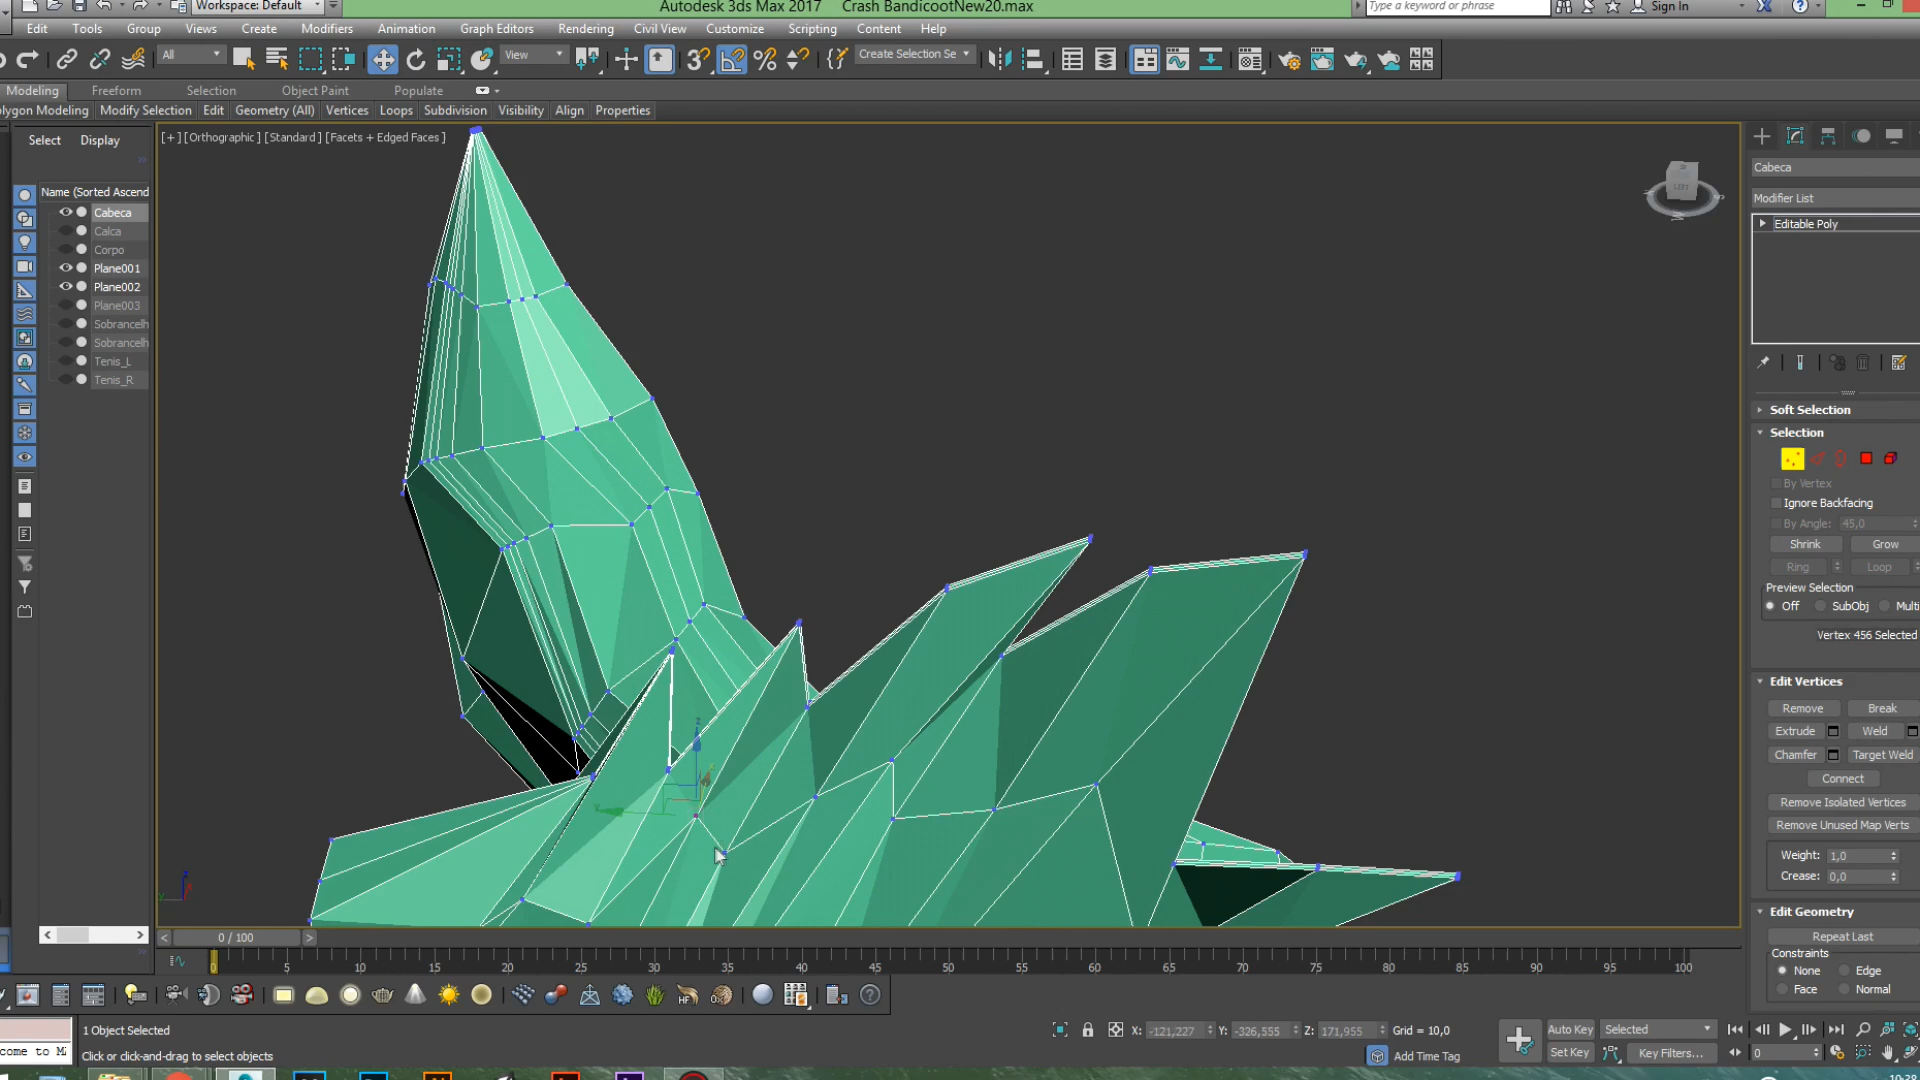 Workspace: Default
Autodesk 3ds Max 2017 Crash BandicootNew20.max
Type a keyword or phrase
Sign In
Edit Tools Group Views Create Modifiers Animation Graph Editors Rendering Civil View Customize Scripting Content Help
All View Create Selection Se
Modeling Freeform Selection Object Paint Populate
olygon Modeling Modify Selection Edit Geometry (All) Vertices Loops Subdivision Visibility Align Properties
Select Display
[+] [Orthographic] [Standard] [Facets + Edged Faces]
Name (Sorted Ascend
Cabeca
Calca
Corpo
Plane001
Plane002
Plane003
Sobrancelh
Sobrancelh
Tenis_L
Tenis_R
LEFT
Cabeca
Modifier List
Editable Poly
Soft Selection
Selection
By Vertex
Ignore Backfacing
By Angle: 45,0
Shrink Grow
Ring Loop
Preview Selection
Off SubObj Multi
Vertex 456 Selected
Edit Vertices
Remove Break
Extrude Weld
Chamfer Target Weld
Connect
Remove Isolated Vertices
Remove Unused Map Verts
Weight: 1,0
Crease: 0,0
Edit Geometry
Repeat Last
Constraints
None Edge
Face Normal
0 / 100
0 5 10 15 20 25 30 35 40 45 50 55 60 65 70 75 80 85 90 95 100
1 Object Selected
come to M
Click or click-and-drag to select objects
X: -121,227 Y: -326,555 Z: 171,955 Grid = 10,0
Add Time Tag
Auto Key Selected
Set Key Key Filters...
0